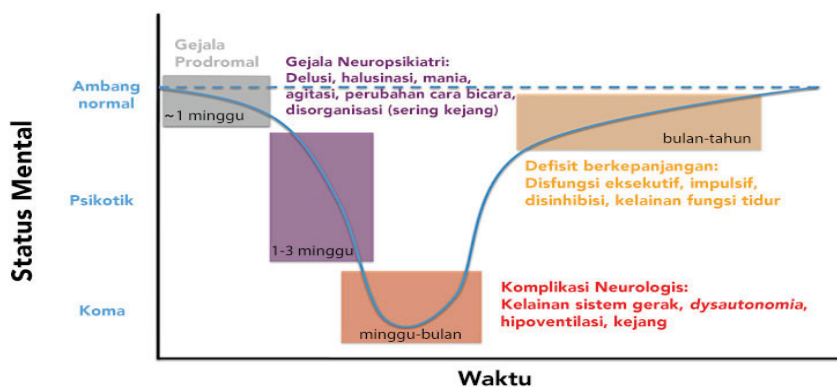 Gejala
Prodromal
~1 minggu
Gejala Neuropsikiatri:
Delusi, halusinasi, mania,
agitasi, perubahan cara bicara,
disorganisasi (sering kejang)
1-3 minggu
Ambang
normal
Psikotik
Koma
Status Mental
bulan-tahun
Defisit berkepanjangan:
Disfungsi eksekutif, impulsif,
disinhibisi, kelainan fungsi tidur
Komplikasi Neurologis:
Kelainan sistem gerak, dysautonomia,
hipoventilasi, kejang
minggu-bulan
Waktu